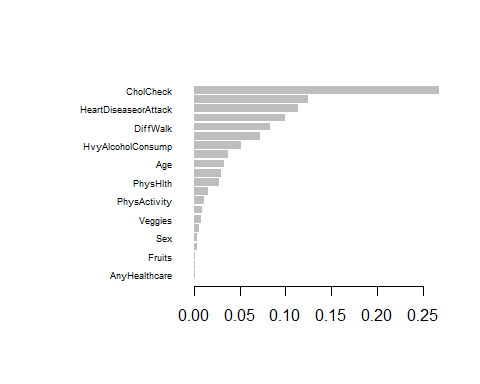 CholCheck
HeartDiseaseorAttack
DiffWalk
HvyAlcoholConsump
Age
PhysHlth
PhysActivity
Veggies
Sex
Fruits
AnyHealthcare
0.00 0.05 0.10 0.15 0.20 0.25